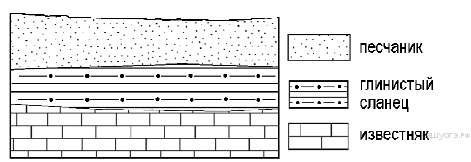 песчаник
глинистый
сланец
известняк